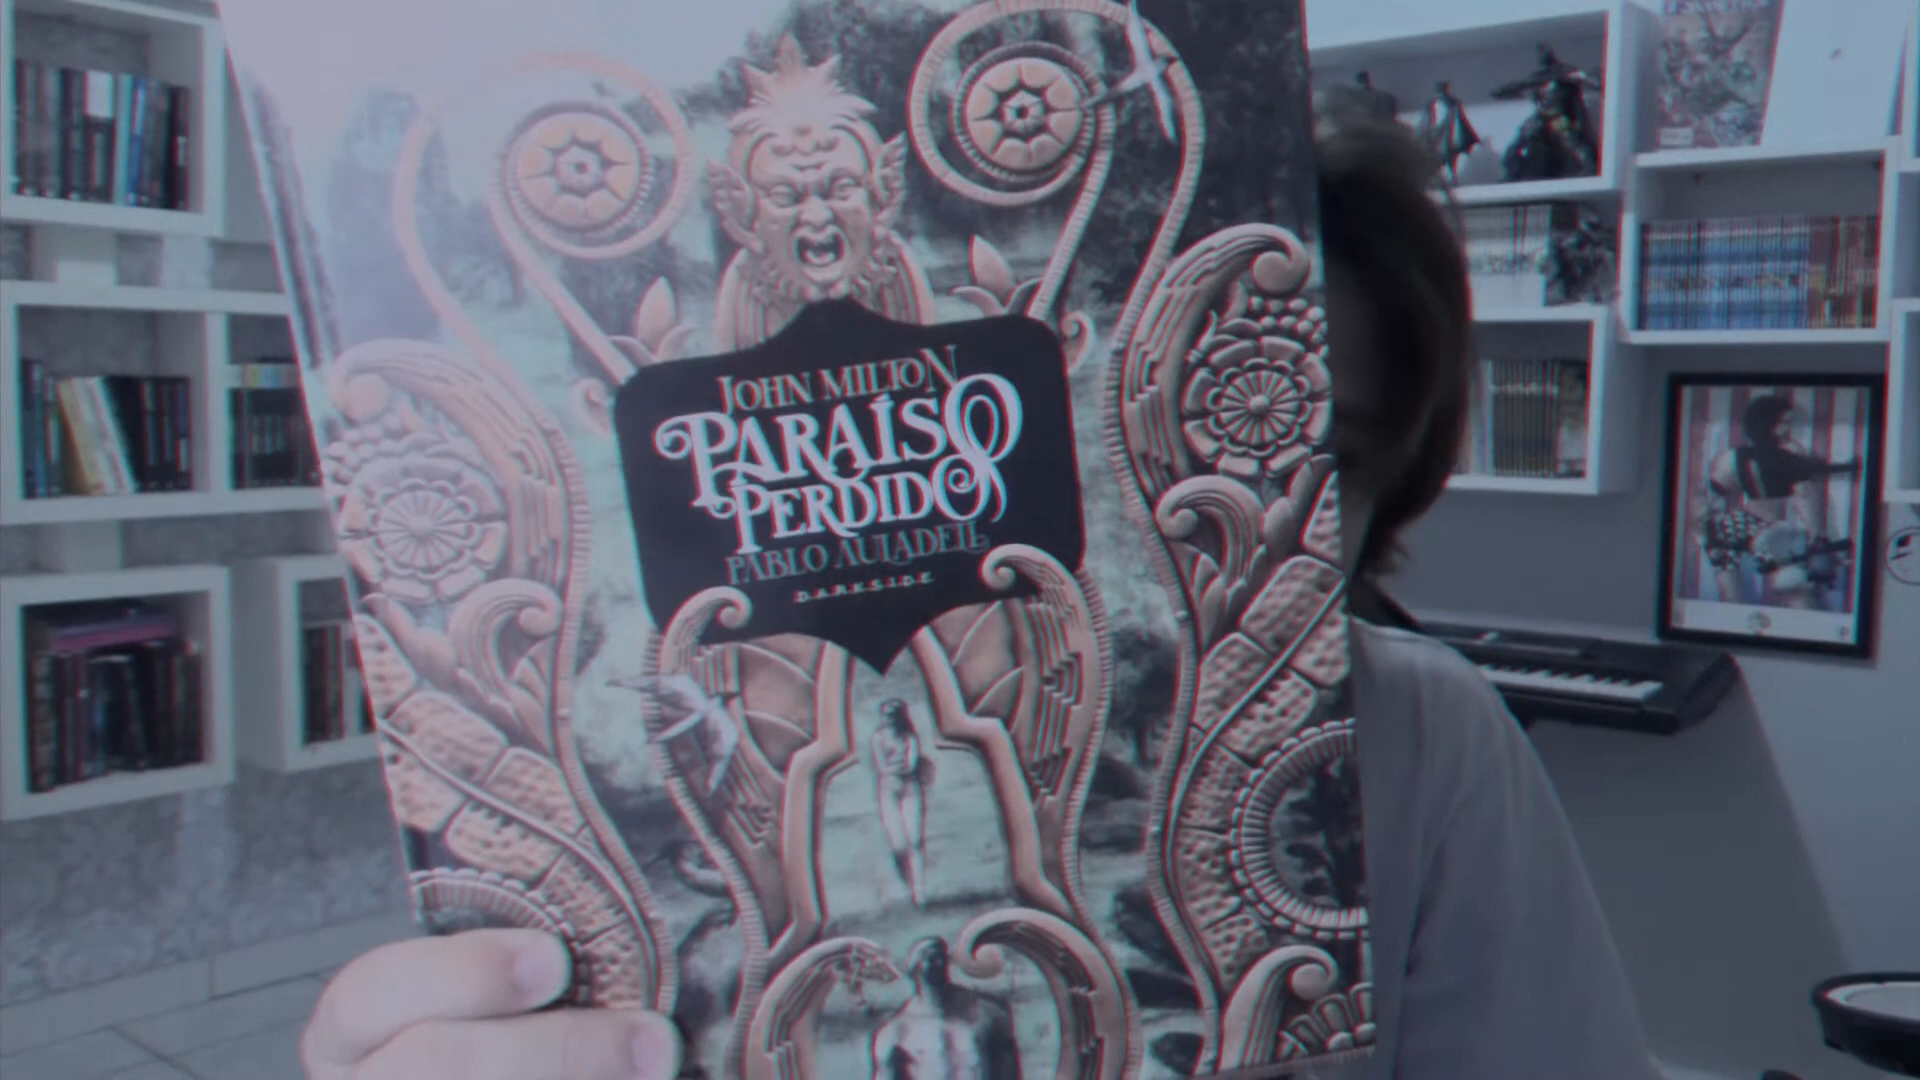 JOHN MILTON
PARAÍSO
PERDIDO
PABLO AULADELL
DARKSIDE